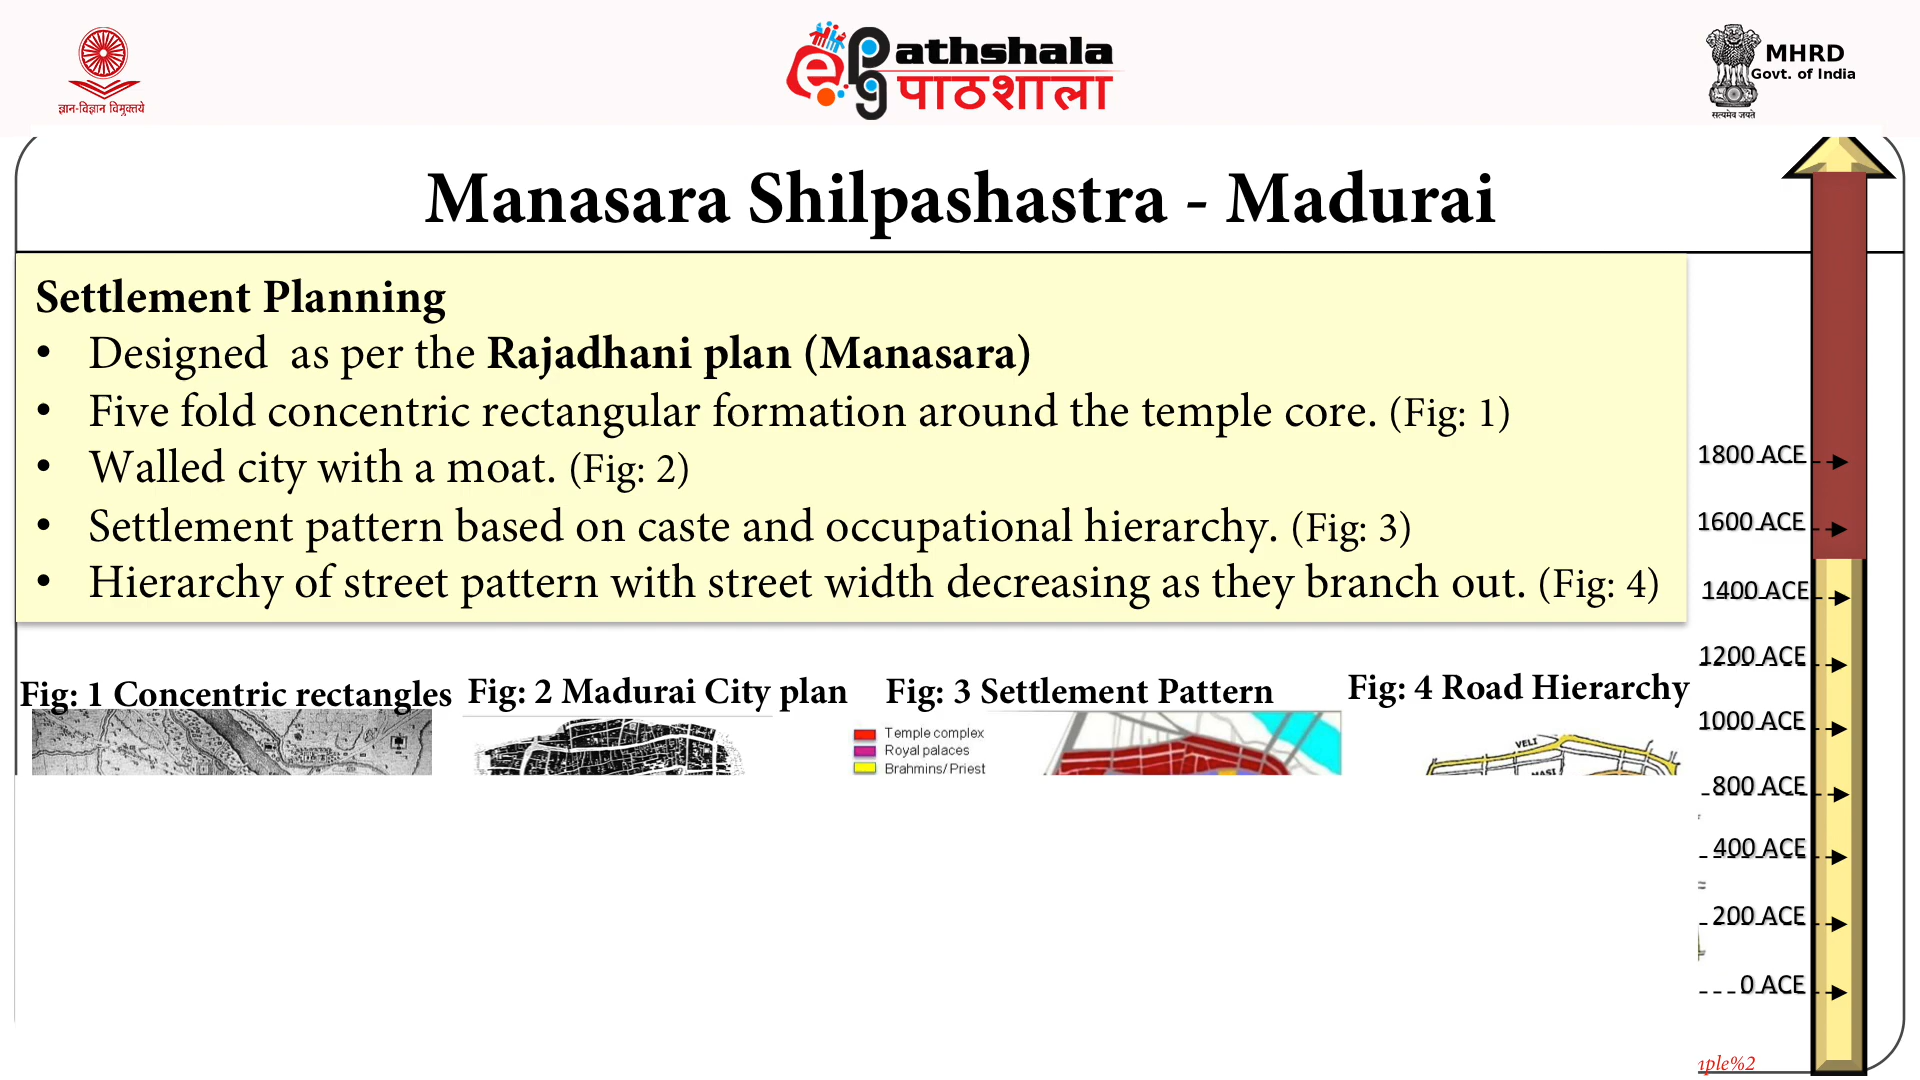 ज्ञान-विज्ञान विमुक्तये
ePGathshala
पाठशाला
MHRD
Govt. of India
सत्यमेव जयते
Manasara Shilpashastra - Madurai
Settlement Planning
• Designed as per the Rajadhani plan (Manasara)
• Five fold concentric rectangular formation around the temple core. (Fig: 1)
• Walled city with a moat. (Fig: 2)
• Settlement pattern based on caste and occupational hierarchy. (Fig: 3)
• Hierarchy of street pattern with street width decreasing as they branch out. (Fig: 4)
Fig: 1 Concentric rectangles
Fig: 2 Madurai City plan
Fig: 3 Settlement Pattern
Temple complex
Royal palaces
Brahmins/Priest
Fig: 4 Road Hierarchy
VELI
MASI
1800 ACE
1600 ACE
1400 ACE
1200 ACE
1000 ACE
800 ACE
400 ACE
200 ACE
0 ACE
mple%2